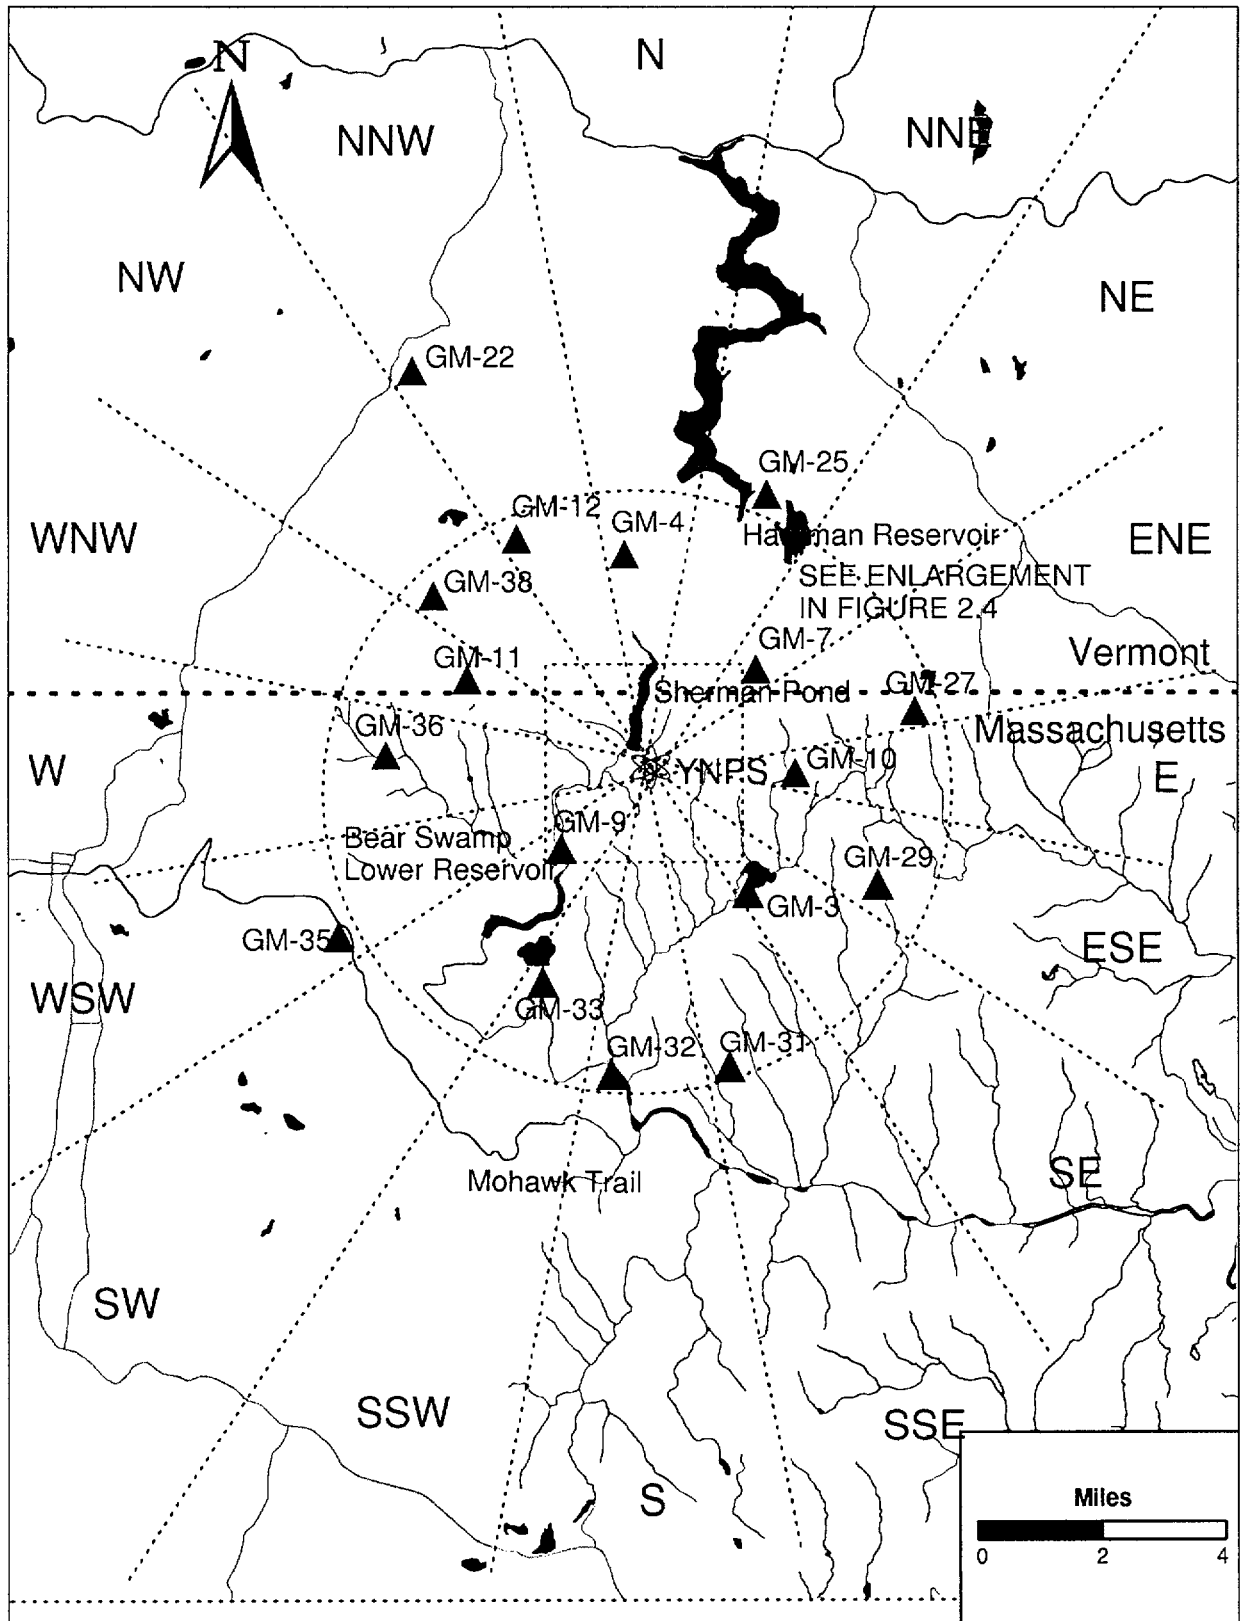 N
N
NNW
NNE
NW
NE
GM-22
GM-25
GM-12
GM-4
WNW
Harriman Reservoir
ENE
GM-38
SEE ENLARGEMENT
IN FIGURE 2.4
GM-7
GM-11
Vermont
GM-27
Sherman Pond
GM-36
Massachusetts
W
YNPS
GM-10
E
GM-9
Bear Swamp
Lower Reservoir
GM-29
GM-3
GM-35
ESE
WSW
GM-33
GM-32
GM-31
Mohawk Trail
SE
SW
SSW
SSE
S
Miles
0 2 4